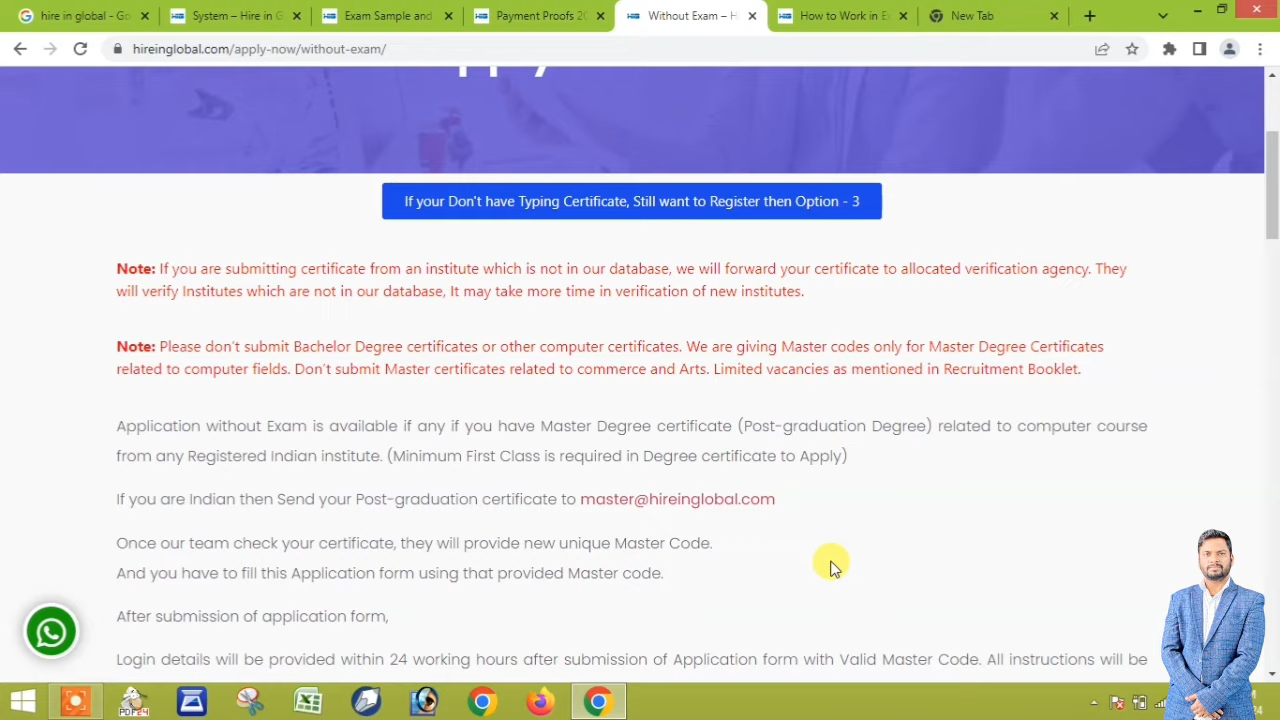 hire in global - Go
System – Hire in G
Exam Sample and
Payment Proofs 20
Without Exam – H
How to Work in Ex
New Tab
hireinglobal.com/apply-now/without-exam/
If your Don't have Typing Certificate, Still want to Register then Option - 3
Note: If you are submitting certificate from an institute which is not in our database, we will forward your certificate to allocated verification agency. They
will verify Institutes which are not in our database, It may take more time in verification of new institutes.
Note: Please don't submit Bachelor Degree certificates or other computer certificates. We are giving Master codes only for Master Degree Certificates
related to computer fields. Don't submit Master certificates related to commerce and Arts. Limited vacancies as mentioned in Recruitment Booklet.
Application without Exam is available if any if you have Master Degree certificate (Post-graduation Degree) related to computer course
from any Registered Indian institute. (Minimum First Class is required in Degree certificate to Apply)
If you are Indian then Send your Post-graduation certificate to master@hireinglobal.com
Once our team check your certificate, they will provide new unique Master Code.
And you have to fill this Application form using that provided Master code.
After submission of application form,
Login details will be provided within 24 working hours after submission of Application form with Valid Master Code. All instructions will be
PDF24